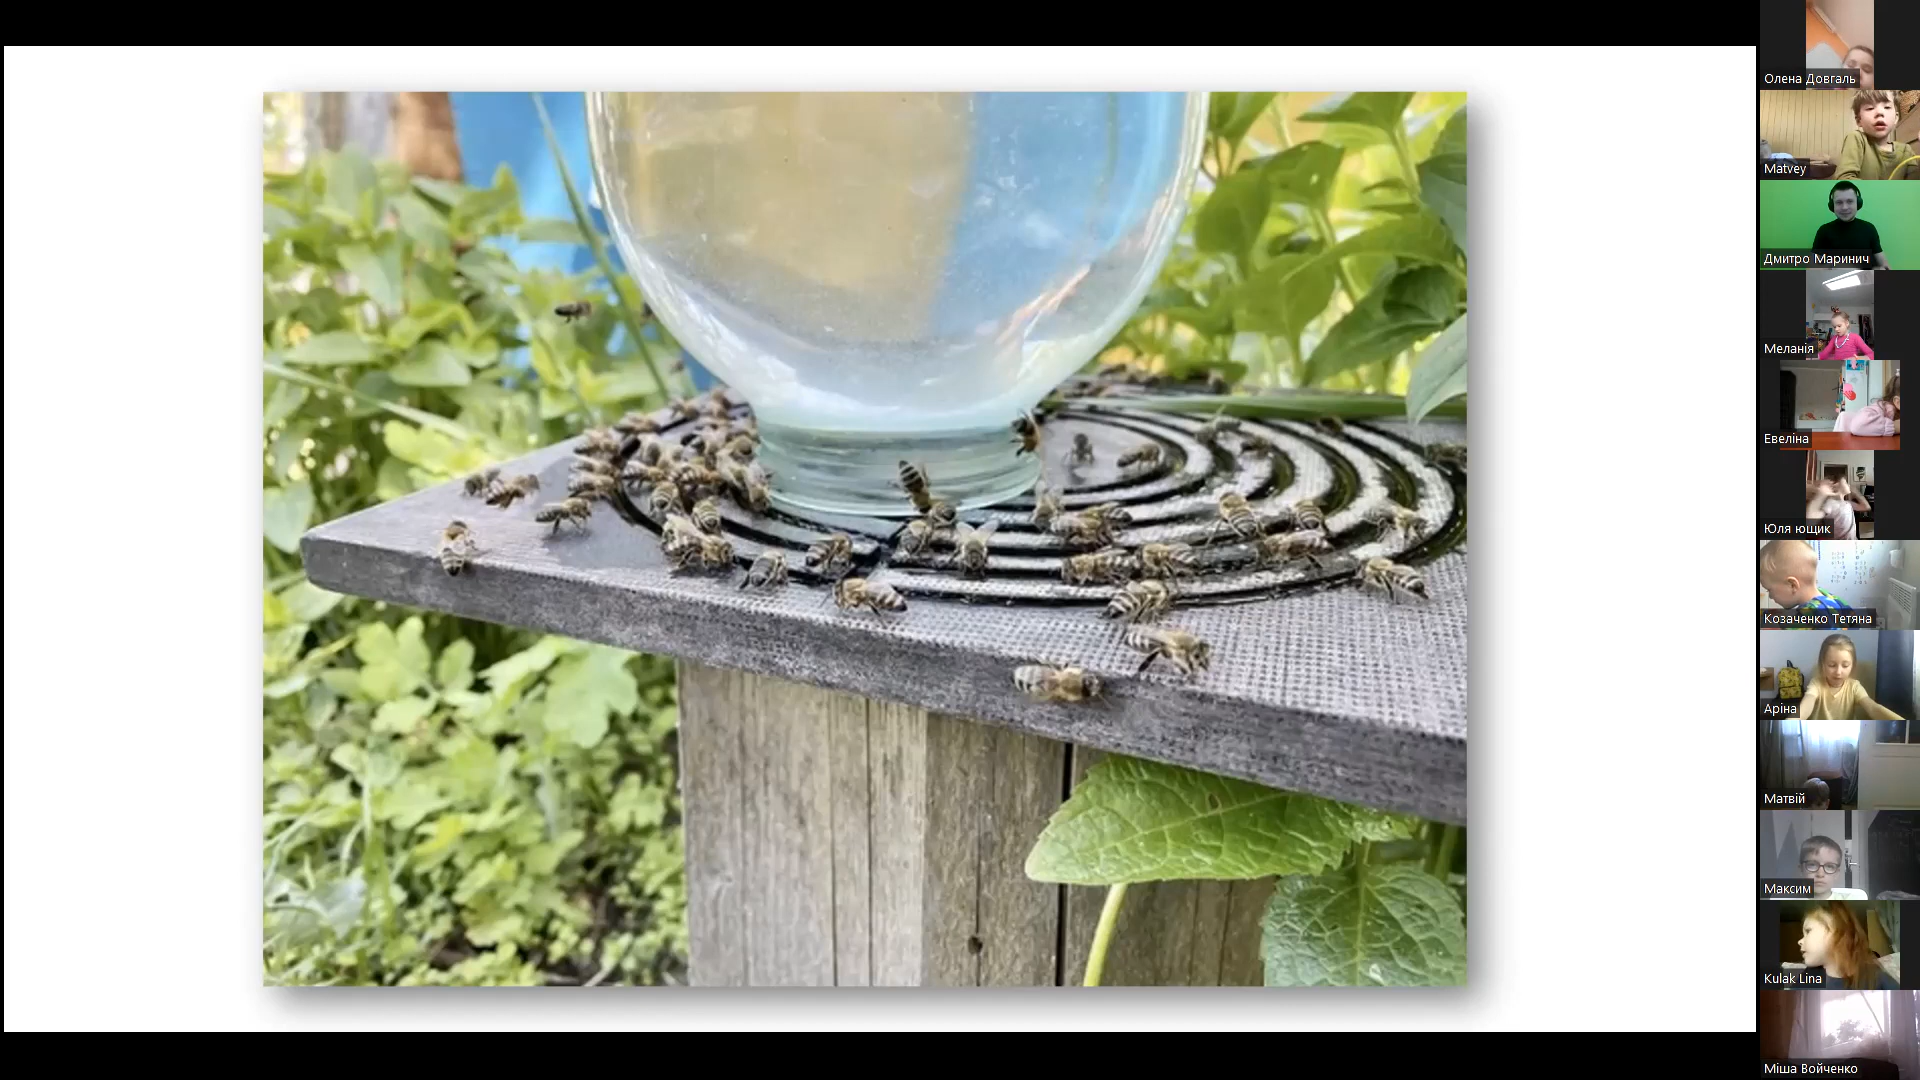 Олена Довгаль
Matvey
Дмитро Маринич
Меланія
Евеліна
Юля ющик
Козаченко Тетяна
Аріна
Матвій
Максим
Kulak Lina
Міша Войченко